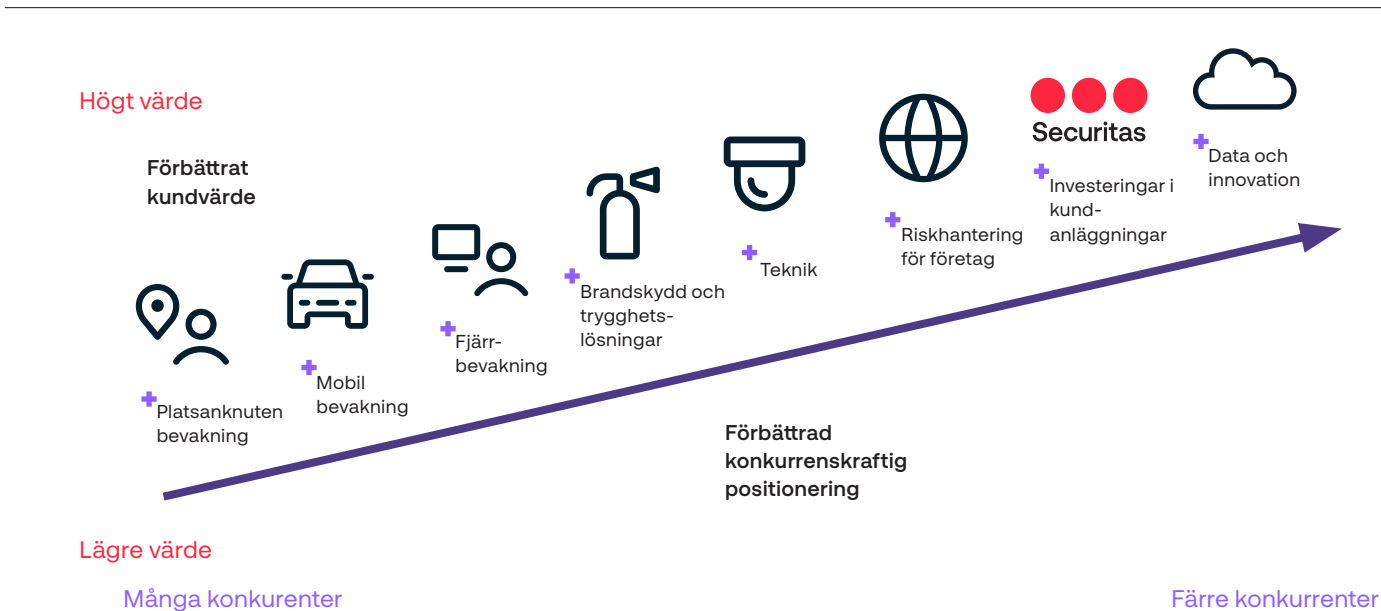 Högt värde
Förbättrat
kundvärde
Platsanknuten
bevakning
Mobil
bevakning
Fjärr-
bevakning
Brandskydd och
trygghets-
lösningar
Teknik
Riskhantering
för företag
Securitas
Investeringar i
kund-
anläggningar
Data och
innovation
Förbättrad
konkurrenskraftig
positionering
Lägre värde
Många konkurenter
Färre konkurrenter